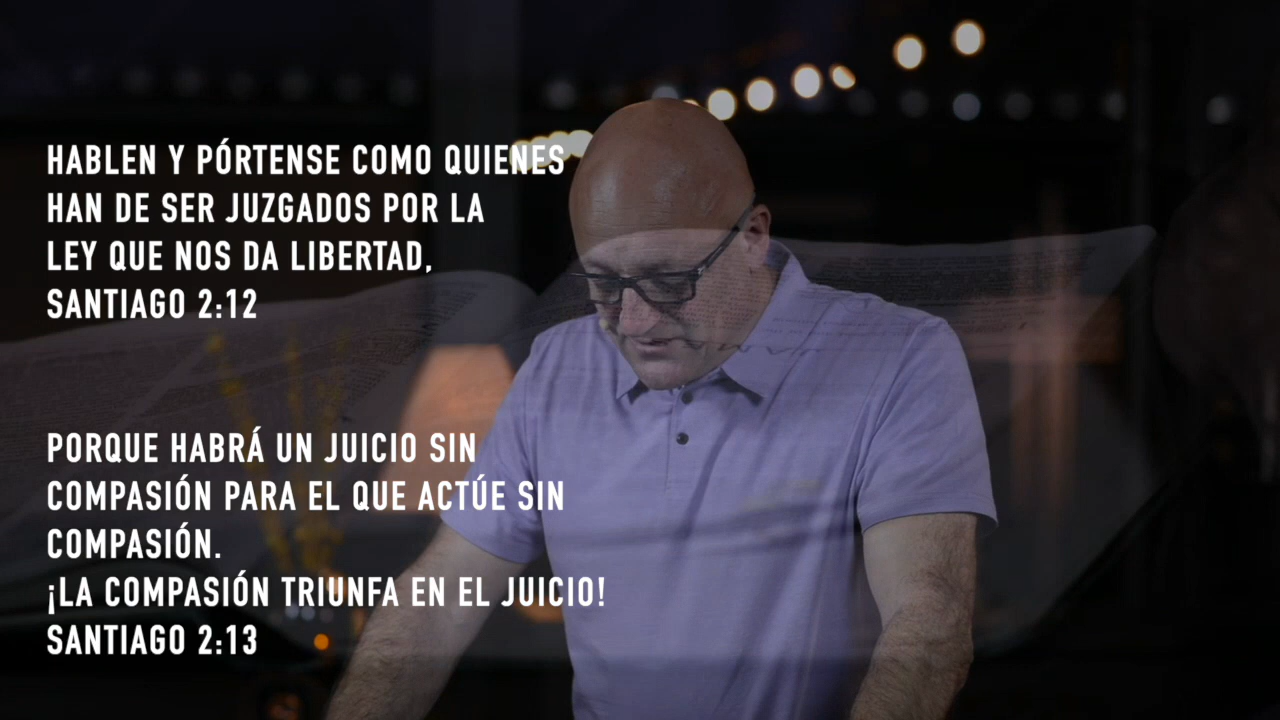 HABLEN Y PÓRTENSE COMO QUIENES
HAN DE SER JUZGADOS POR LA
LEY QUE NOS DA LIBERTAD,
SANTIAGO 2:12
PORQUE HABRÁ UN JUICIO SIN
COMPASIÓN PARA EL QUE ACTÚE SIN
COMPASIÓN.
¡LA COMPASIÓN TRIUNFA EN EL JUICIO!
SANTIAGO 2:13